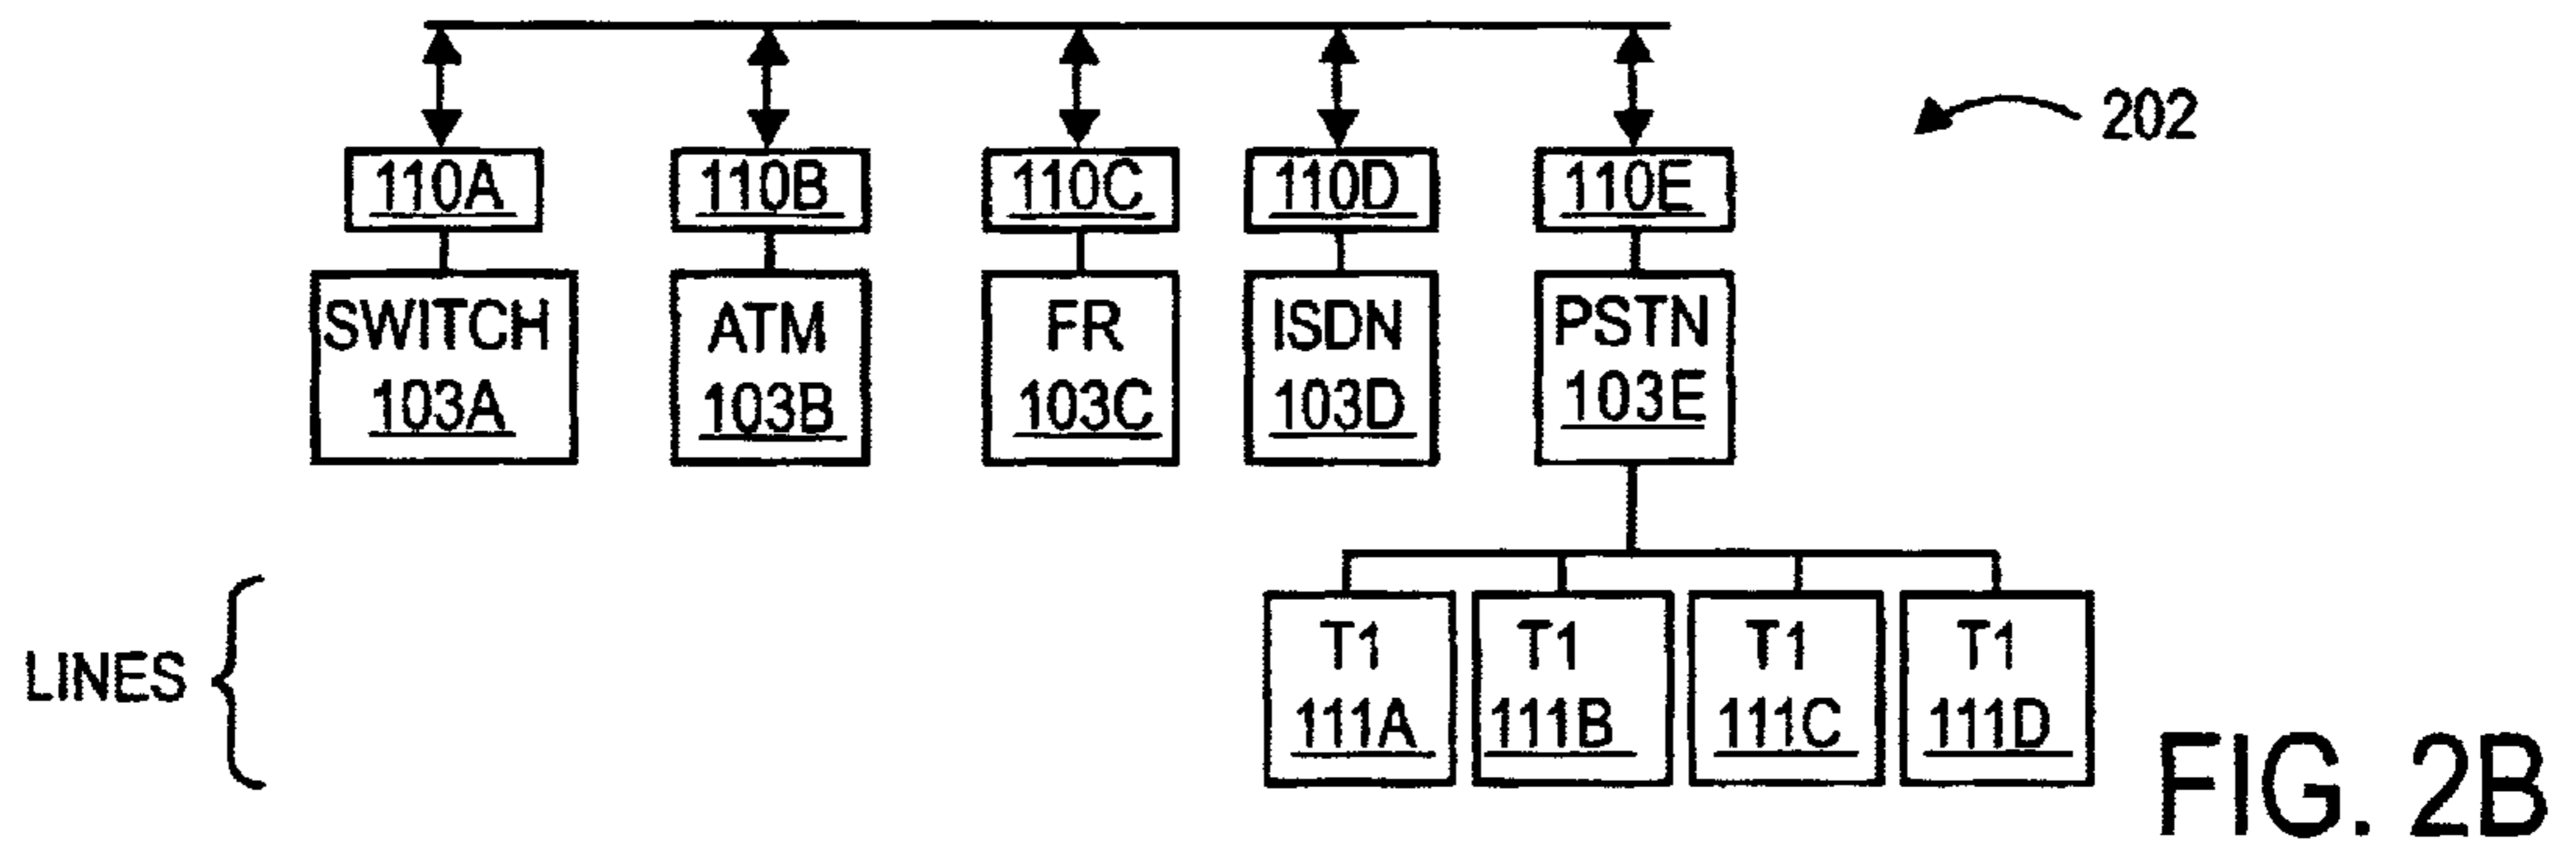 202
110A 110B 110C 110D 110E
SWITCH ATM FR ISDN PSTN
103A 103B 103C 103D 103E
LINES
T1 T1 T1 T1
111A 111B 111C 111D
FIG. 2B